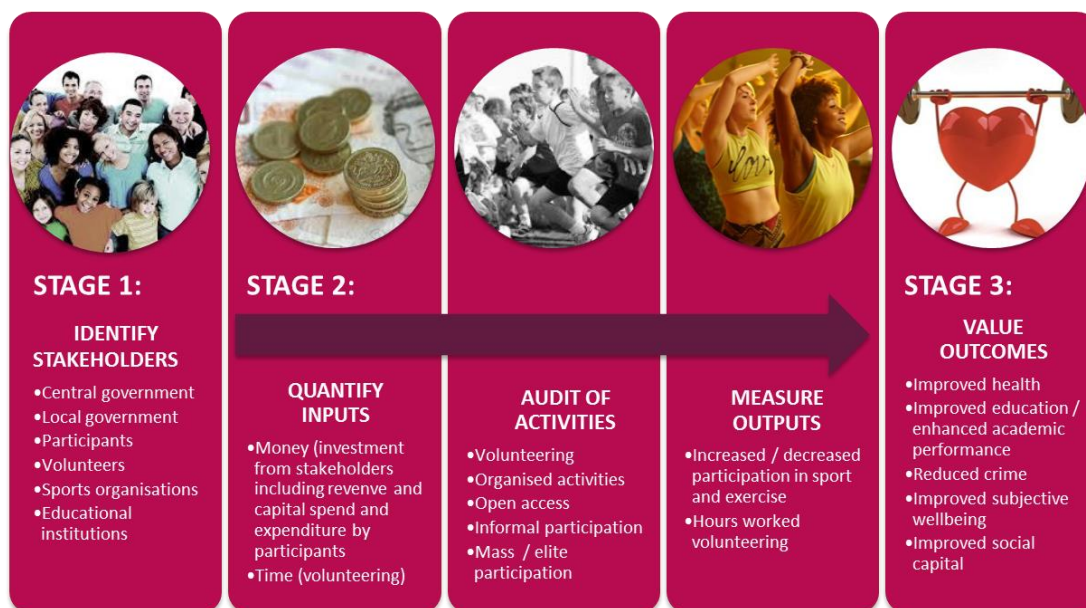 STAGE 1:
IDENTIFY
STAKEHOLDERS
•Central government
•Local government
•Participants
•Volunteers
•Sports organisations
•Educational
institutions
STAGE 2:
QUANTIFY
INPUTS
•Money (investment
from stakeholders
including revenve and
capital spend and
expenditure by
participants
•Time (volunteering)
AUDIT OF
ACTIVITIES
•Volunteering
•Organised activities
•Open access
•Informal participation
•Mass / elite
participation
love
MEASURE
OUTPUTS
•Increased / decreased
participation in sport
and exercise
•Hours worked
volunteering
STAGE 3:
VALUE
OUTCOMES
•Improved health
•Improved education /
enhanced academic
performance
•Reduced crime
•Improved subjective
wellbeing
•Improved social
capital